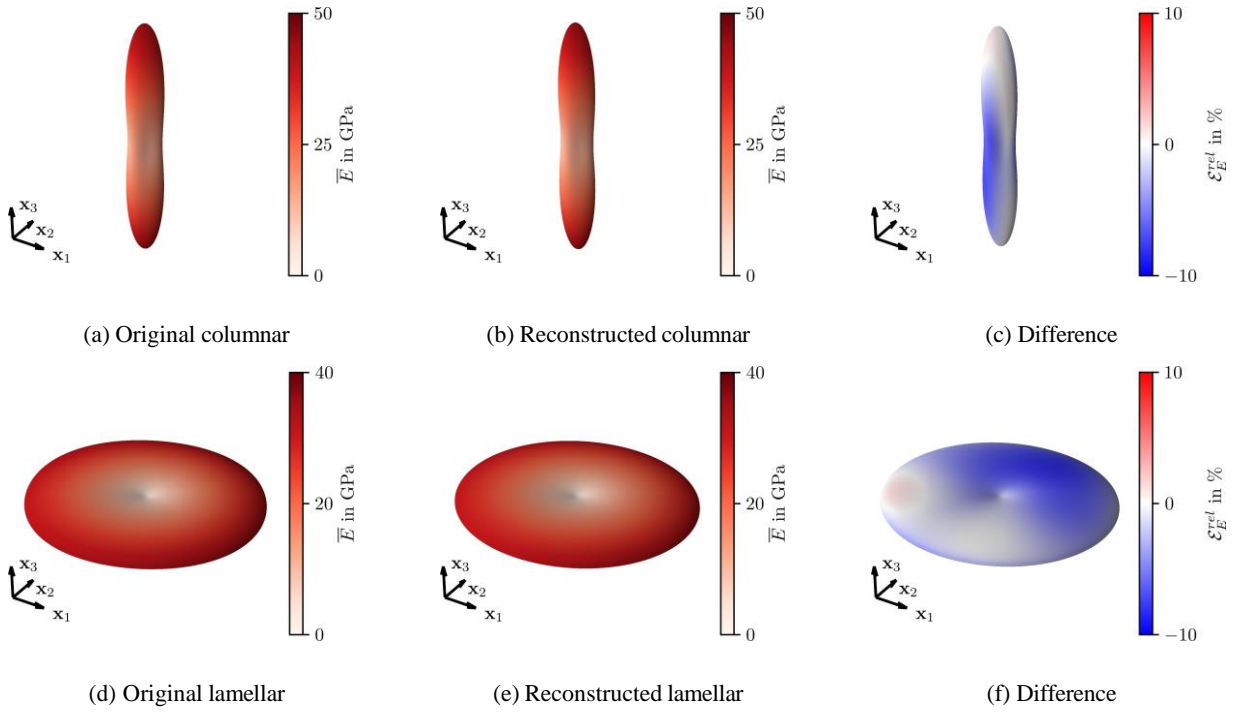 50
25
0
E̅ in GPa
x₃
x₂
x₁
(a) Original columnar
50
25
0
E̅ in GPa
x₃
x₂
x₁
(b) Reconstructed columnar
10
0
−10
ℰ_E^{rel} in %
x₃
x₂
x₁
(c) Difference
40
20
0
E̅ in GPa
x₃
x₂
x₁
(d) Original lamellar
40
20
0
E̅ in GPa
x₃
x₂
x₁
(e) Reconstructed lamellar
10
0
−10
ℰ_E^{rel} in %
x₃
x₂
x₁
(f) Difference